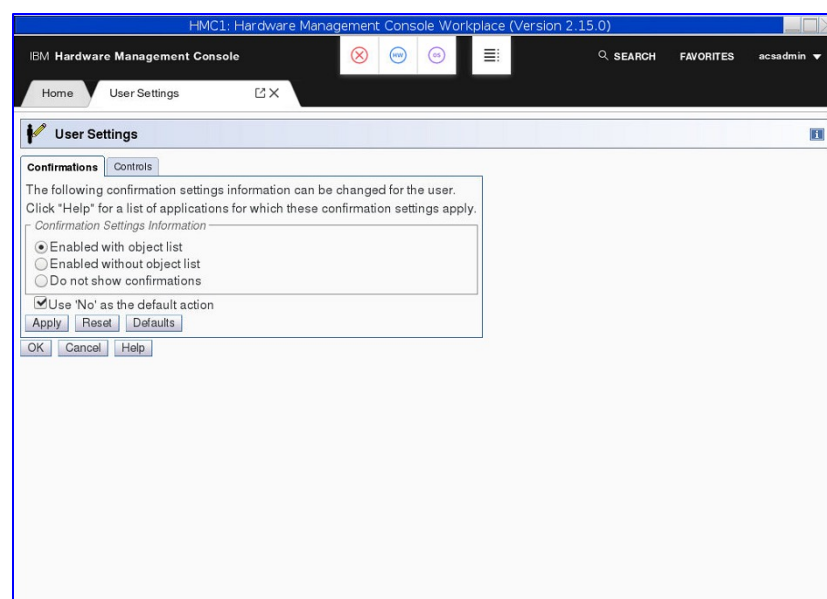 HMC1: Hardware Management Console Workplace (Version 2.15.0)
IBM Hardware Management Console
HW
OS
SEARCH FAVORITES acsadmin
Home User Settings
User Settings
Confirmations Controls
The following confirmation settings information can be changed for the user.
Click "Help" for a list of applications for which these confirmation settings apply.
Confirmation Settings Information
Enabled with object list
Enabled without object list
Do not show confirmations
Use 'No' as the default action
Apply Reset Defaults
OK Cancel Help